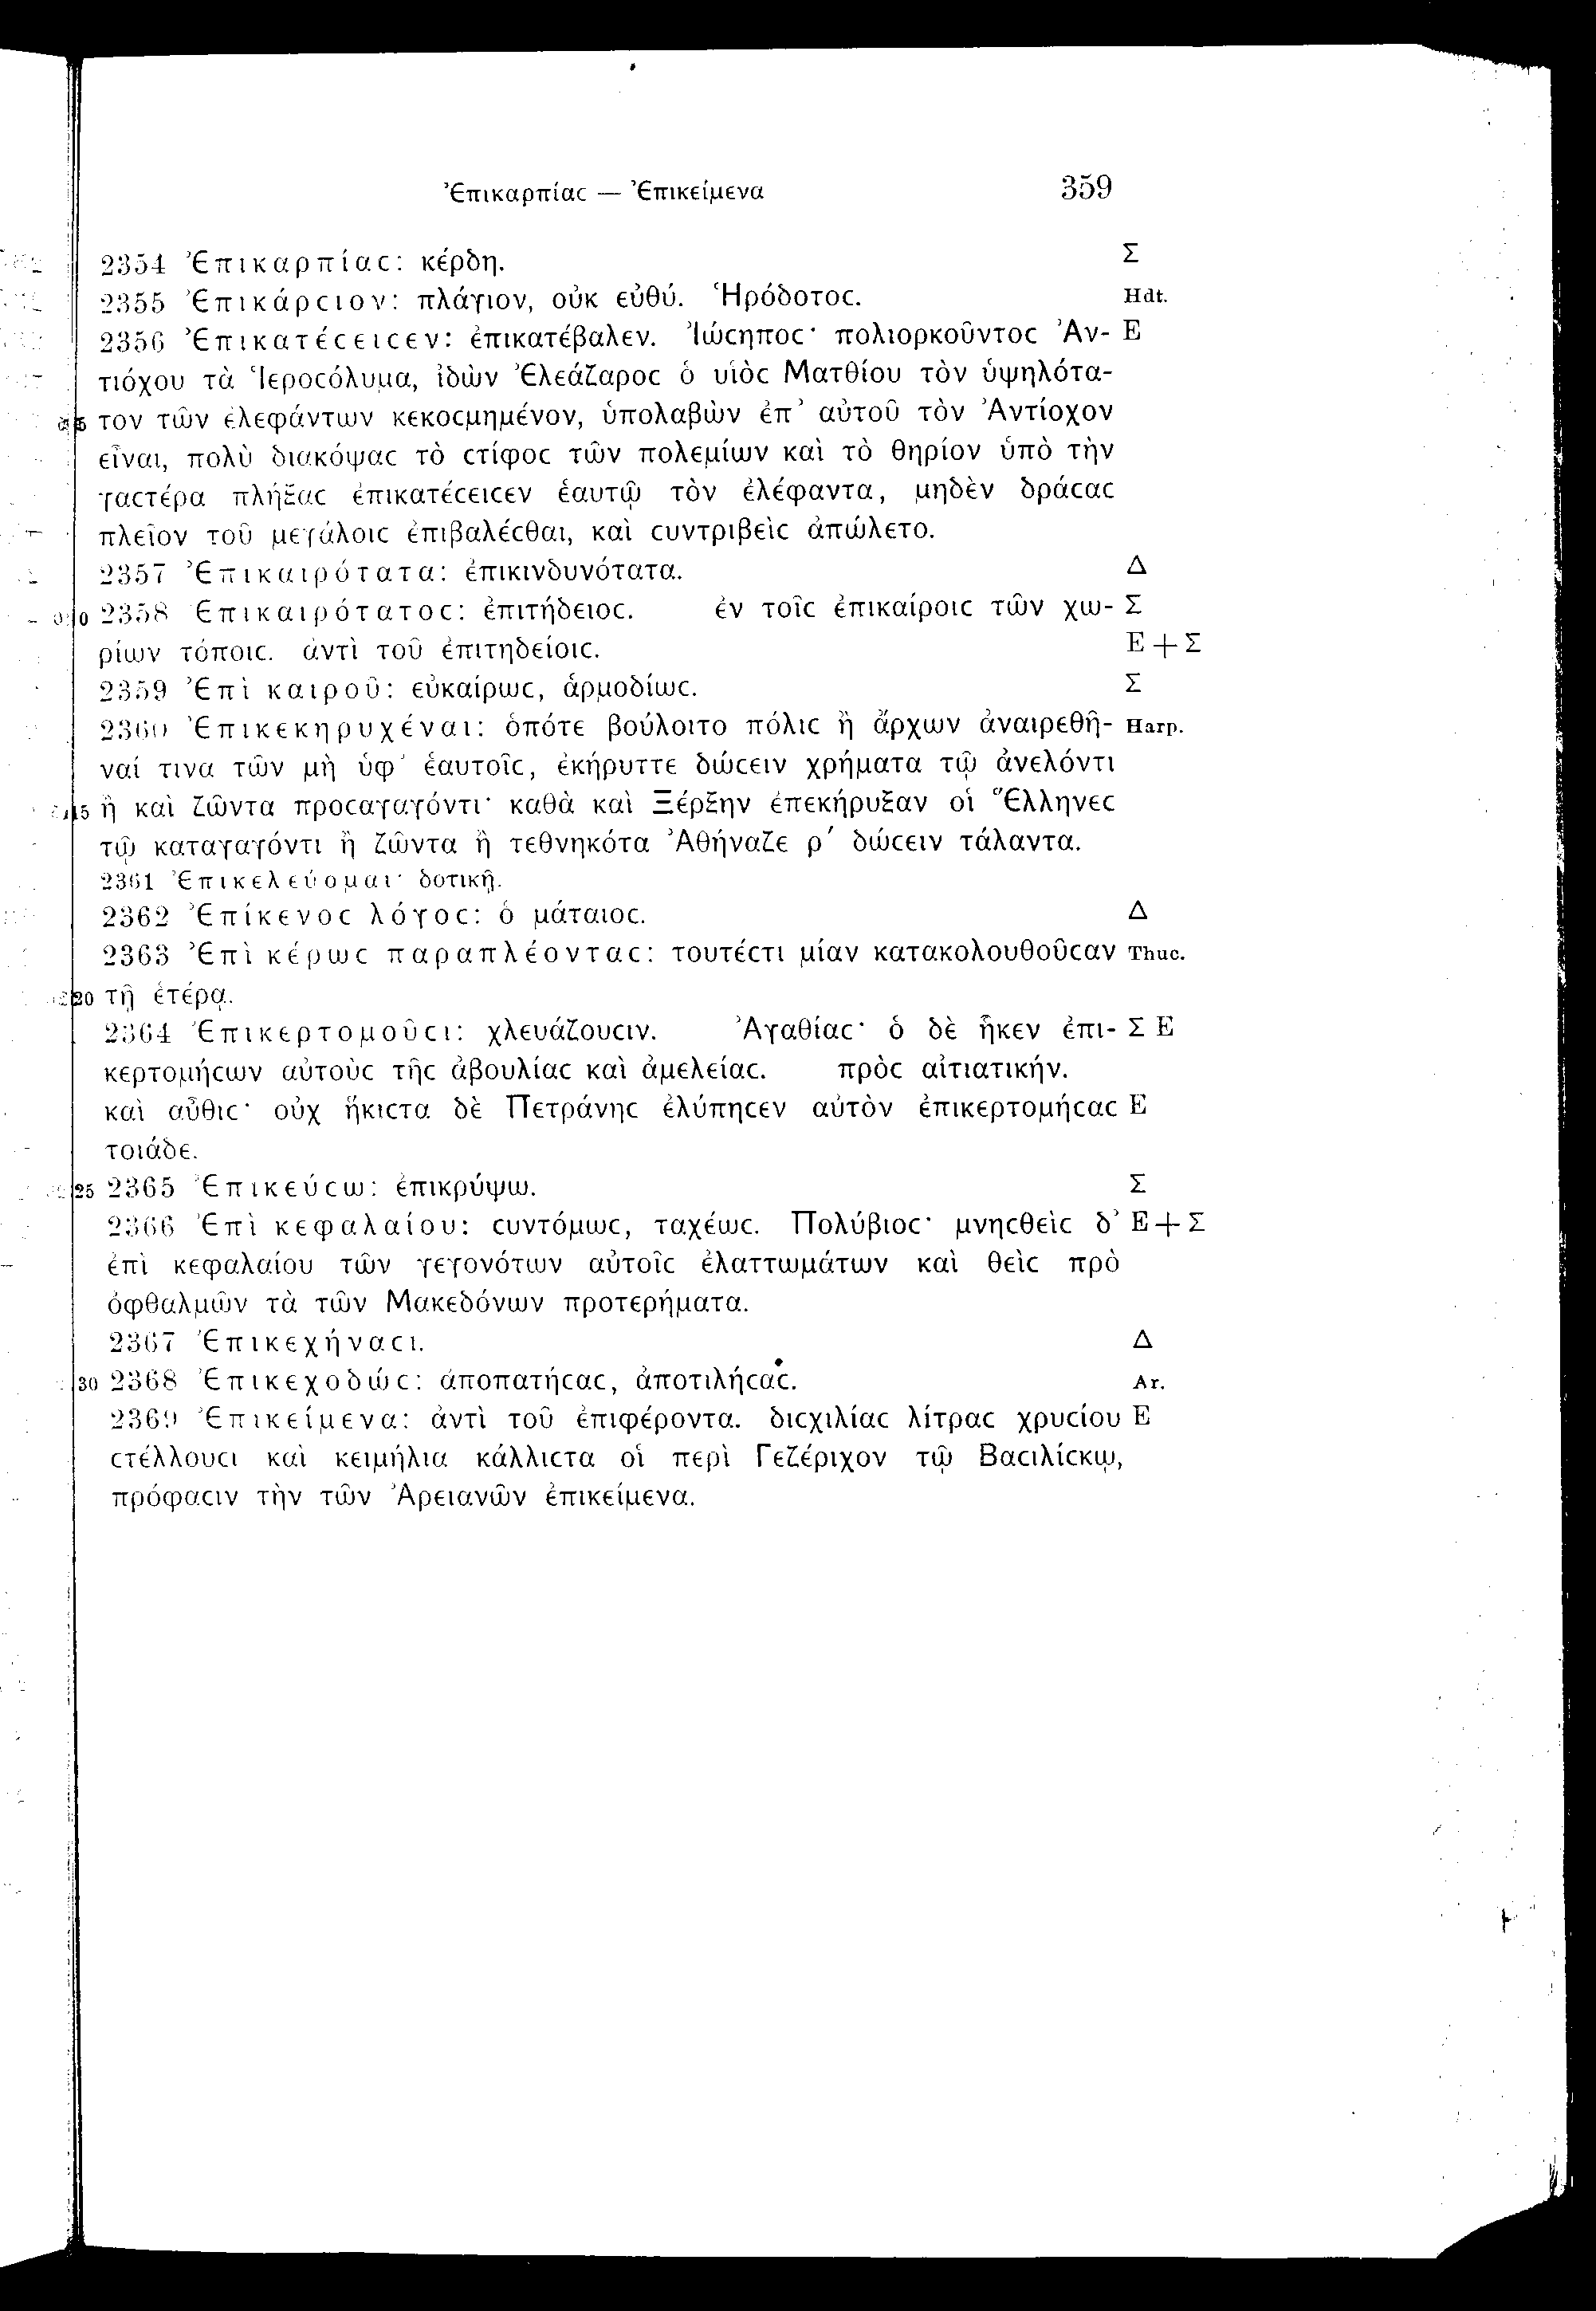 Ἐπικαρπίαϲ — Ἐπικείμενα 359
2354 Ἐπικαρπίαϲ: κέρδη. Σ
2355 Ἐπικάρϲιον: πλάγιον, οὐκ εὐθύ. Ἡρόδοτοϲ. Hdt.
2356 Ἐπικατέϲειϲεν: ἐπικατέβαλεν. Ἰώϲηποϲ· πολιορκοῦντοϲ Ἀν- E
τιόχου τὰ Ἱεροϲόλυμα, ἰδὼν Ἐλεάζαροϲ ὁ υἱὸϲ Ματθίου τὸν ὑψηλότα-
5 τον τῶν ἐλεφάντων κεκοϲμημένον, ὑπολαβὼν ἐπ’ αὐτοῦ τὸν Ἀντίοχον
εἶναι, πολὺ διακόψαϲ τὸ ϲτίφοϲ τῶν πολεμίων καὶ τὸ θηρίον ὑπὸ τὴν
γαϲτέρα πλήξαϲ ἐπικατέϲειϲεν ἑαυτῷ τὸν ἐλέφαντα, μηδὲν δράϲαϲ
πλεῖον τοῦ μεγάλοιϲ ἐπιβαλέϲθαι, καὶ ϲυντριβεὶϲ ἀπώλετο.
2357 Ἐπικαιρότατα: ἐπικινδυνότατα. Δ
10 2358 Ἐπικαιρότατοϲ: ἐπιτήδειοϲ. ἐν τοῖϲ ἐπικαίροιϲ τῶν χω- Σ
ρίων τόποιϲ. ἀντὶ τοῦ ἐπιτηδείοιϲ. E + Σ
2359 Ἐπὶ καιροῦ: εὐκαίρωϲ, ἁρμοδίωϲ. Σ
2360 Ἐπικεκηρυχέναι: ὁπότε βούλοιτο πόλιϲ ἢ ἄρχων ἀναιρεθῆ- Harp.
ναί τινα τῶν μὴ ὑφ’ ἑαυτοῖϲ, ἐκήρυττε δώϲειν χρήματα τῷ ἀνελόντι
15 ἢ καὶ ζῶντα προϲαγαγόντι· καθὰ καὶ Ξέρξην ἐπεκήρυξαν οἱ Ἕλληνεϲ
τῷ καταγαγόντι ἢ ζῶντα ἢ τεθνηκότα Ἀθήναζε ρ′ δώϲειν τάλαντα.
2361 Ἐπικελεύομαι· δοτικῇ.
2362 Ἐπίκενοϲ λόγοϲ: ὁ μάταιοϲ. Δ
2363 Ἐπὶ κέρωϲ παραπλέονταϲ: τουτέϲτι μίαν κατακολουθοῦϲαν Thuc.
20 τῇ ἑτέρᾳ.
2364 Ἐπικερτομοῦϲι: χλευάζουϲιν. Ἀγαθίαϲ· ὁ δὲ ἧκεν ἐπι- Σ E
κερτομήϲων αὐτοὺϲ τῆϲ ἀβουλίαϲ καὶ ἀμελείαϲ. πρὸϲ αἰτιατικήν.
καὶ αὖθιϲ· οὐχ ἥκιϲτα δὲ Πετράνηϲ ἐλύπηϲεν αὐτὸν ἐπικερτομήϲαϲ E
τοιάδε.
25 2365 Ἐπικεύϲω: ἐπικρύψω. Σ
2366 Ἐπὶ κεφαλαίου: ϲυντόμωϲ, ταχέωϲ. Πολύβιοϲ· μνηϲθεὶϲ δ’ E + Σ
ἐπὶ κεφαλαίου τῶν γεγονότων αὐτοῖϲ ἐλαττωμάτων καὶ θεὶϲ πρὸ
ὀφθαλμῶν τὰ τῶν Μακεδόνων προτερήματα.
2367 Ἐπικεχήναϲι. Δ
30 2368 Ἐπικεχοδώϲ: ἀποπατήϲαϲ, ἀποτιλήϲαϲ. Ar.
2369 Ἐπικείμενα: ἀντὶ τοῦ ἐπιφέροντα. διϲχιλίαϲ λίτραϲ χρυϲίου E
ϲτέλλουϲι καὶ κειμήλια κάλλιϲτα οἱ περὶ Γεζέριχον τῷ Βαϲιλίϲκῳ,
πρόφαϲιν τὴν τῶν Ἀρειανῶν ἐπικείμενα.